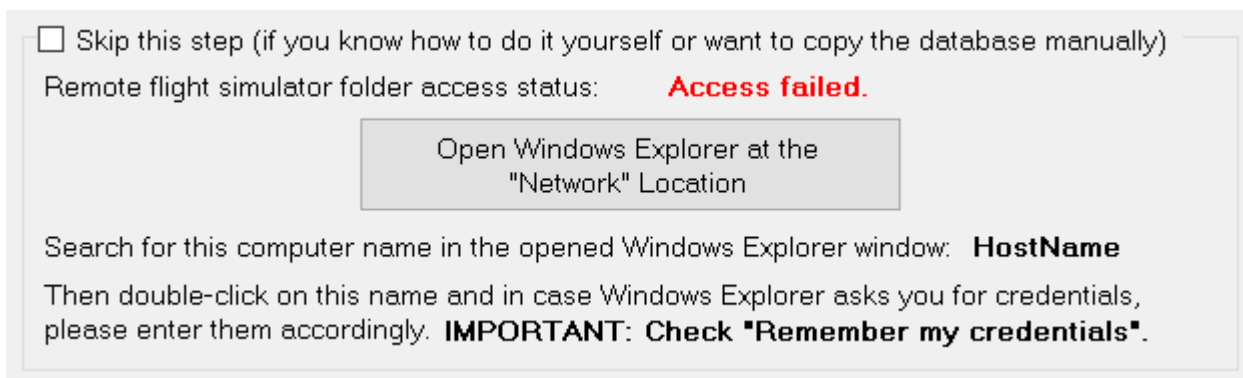 Skip this step (if you know how to do it yourself or want to copy the database manually)
Remote flight simulator folder access status: Access failed.
Open Windows Explorer at the
"Network" Location
Search for this computer name in the opened Windows Explorer window: HostName
Then double-click on this name and in case Windows Explorer asks you for credentials,
please enter them accordingly. IMPORTANT: Check "Remember my credentials".